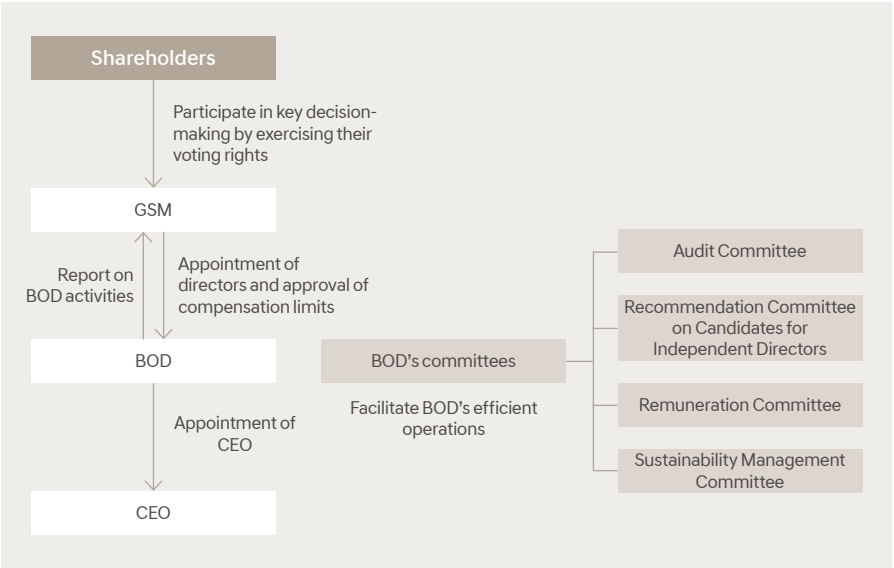 Shareholders
Participate in key decision-
making by exercising their
voting rights
GSM
Report on
BOD activities
Appointment of
directors and approval of
compensation limits
BOD
Appointment of
CEO
CEO
BOD's committees
Facilitate BOD's efficient
operations
Audit Committee
Recommendation Committee
on Candidates for
Independent Directors
Remuneration Committee
Sustainability Management
Committee